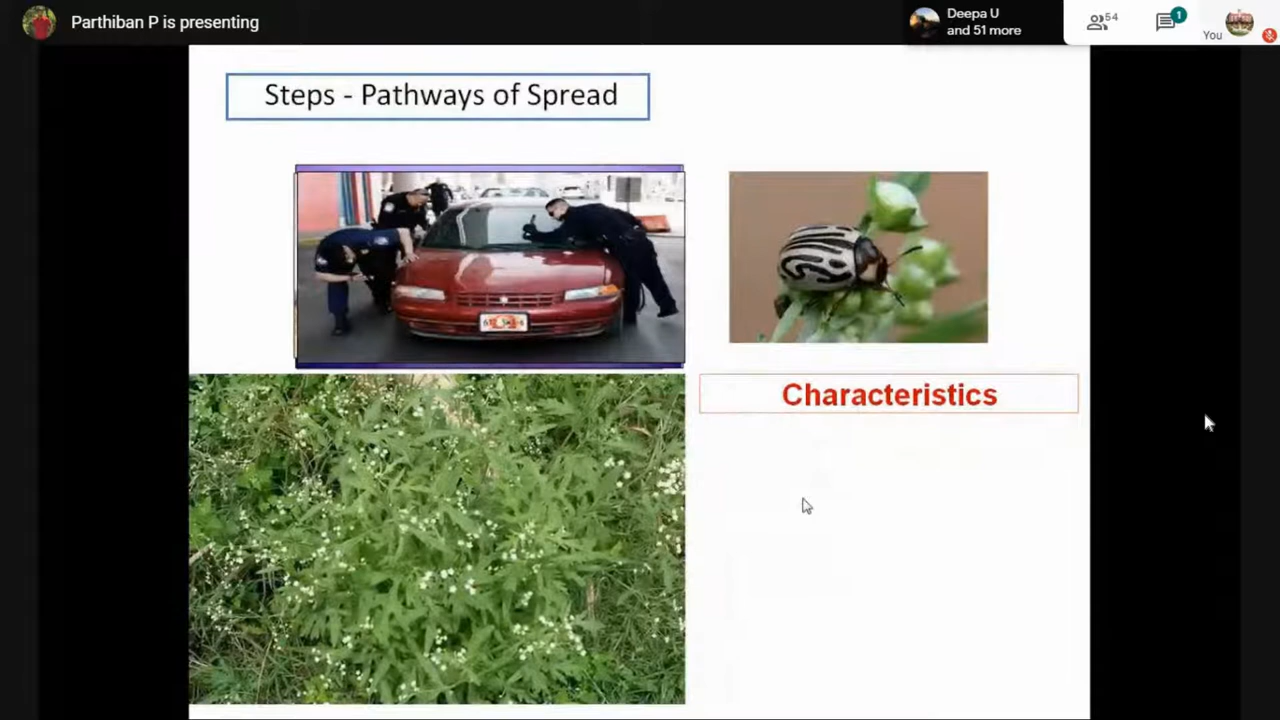 Parthiban P is presenting
Deepa U
and 51 more
54
1
You
Steps - Pathways of Spread
Characteristics